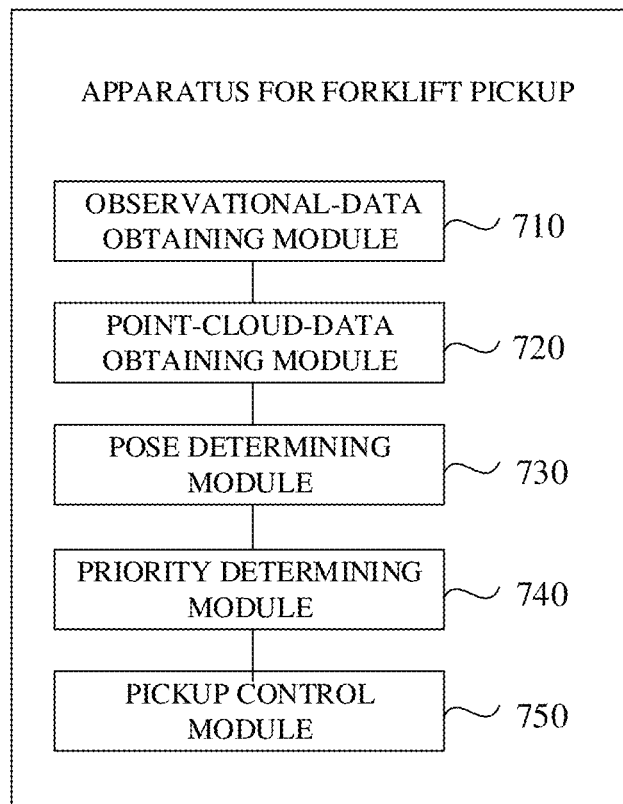 APPARATUS FOR FORKLIFT PICKUP
OBSERVATIONAL-DATA
OBTAINING MODULE
710
POINT-CLOUD-DATA
OBTAINING MODULE
720
POSE DETERMINING
MODULE
730
PRIORITY DETERMINING
MODULE
740
PICKUP CONTROL
MODULE
750